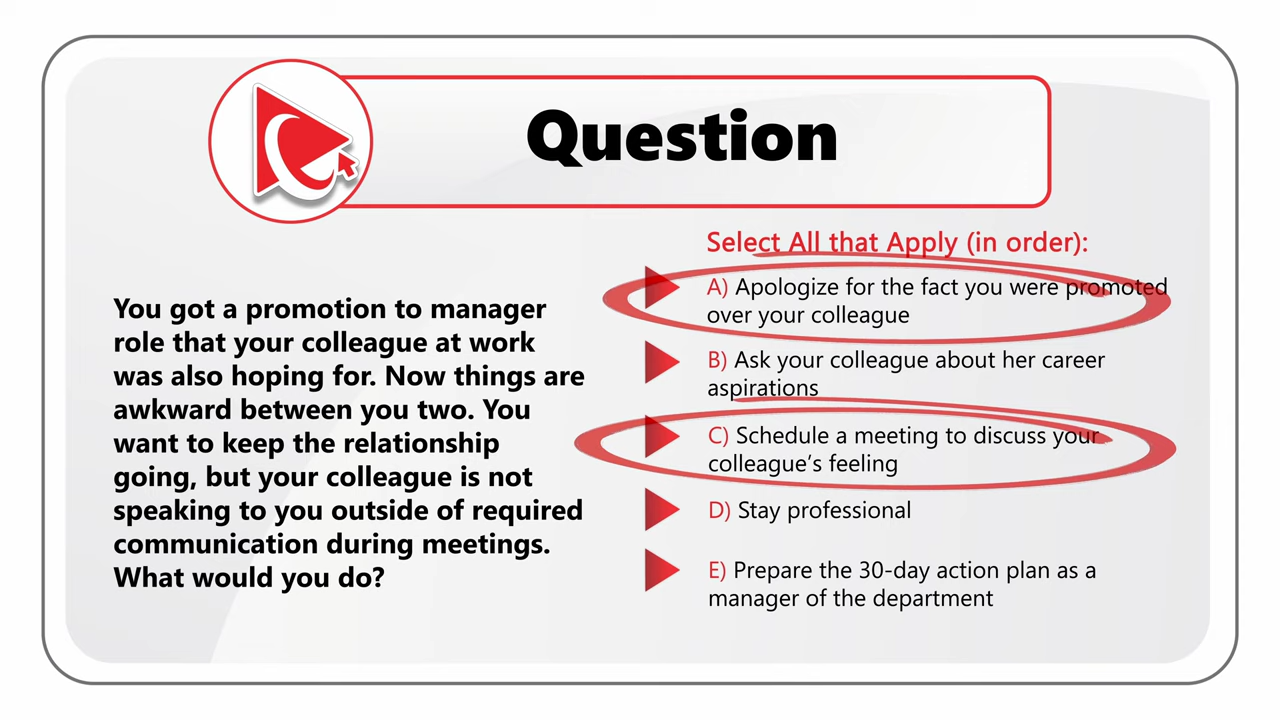 Question
You got a promotion to manager
role that your colleague at work
was also hoping for. Now things are
awkward between you two. You
want to keep the relationship
going, but your colleague is not
speaking to you outside of required
communication during meetings.
What would you do?
Select All that Apply (in order):
A) Apologize for the fact you were promoted
over your colleague
B) Ask your colleague about her career
aspirations
C) Schedule a meeting to discuss your
colleague’s feeling
D) Stay professional
E) Prepare the 30-day action plan as a
manager of the department